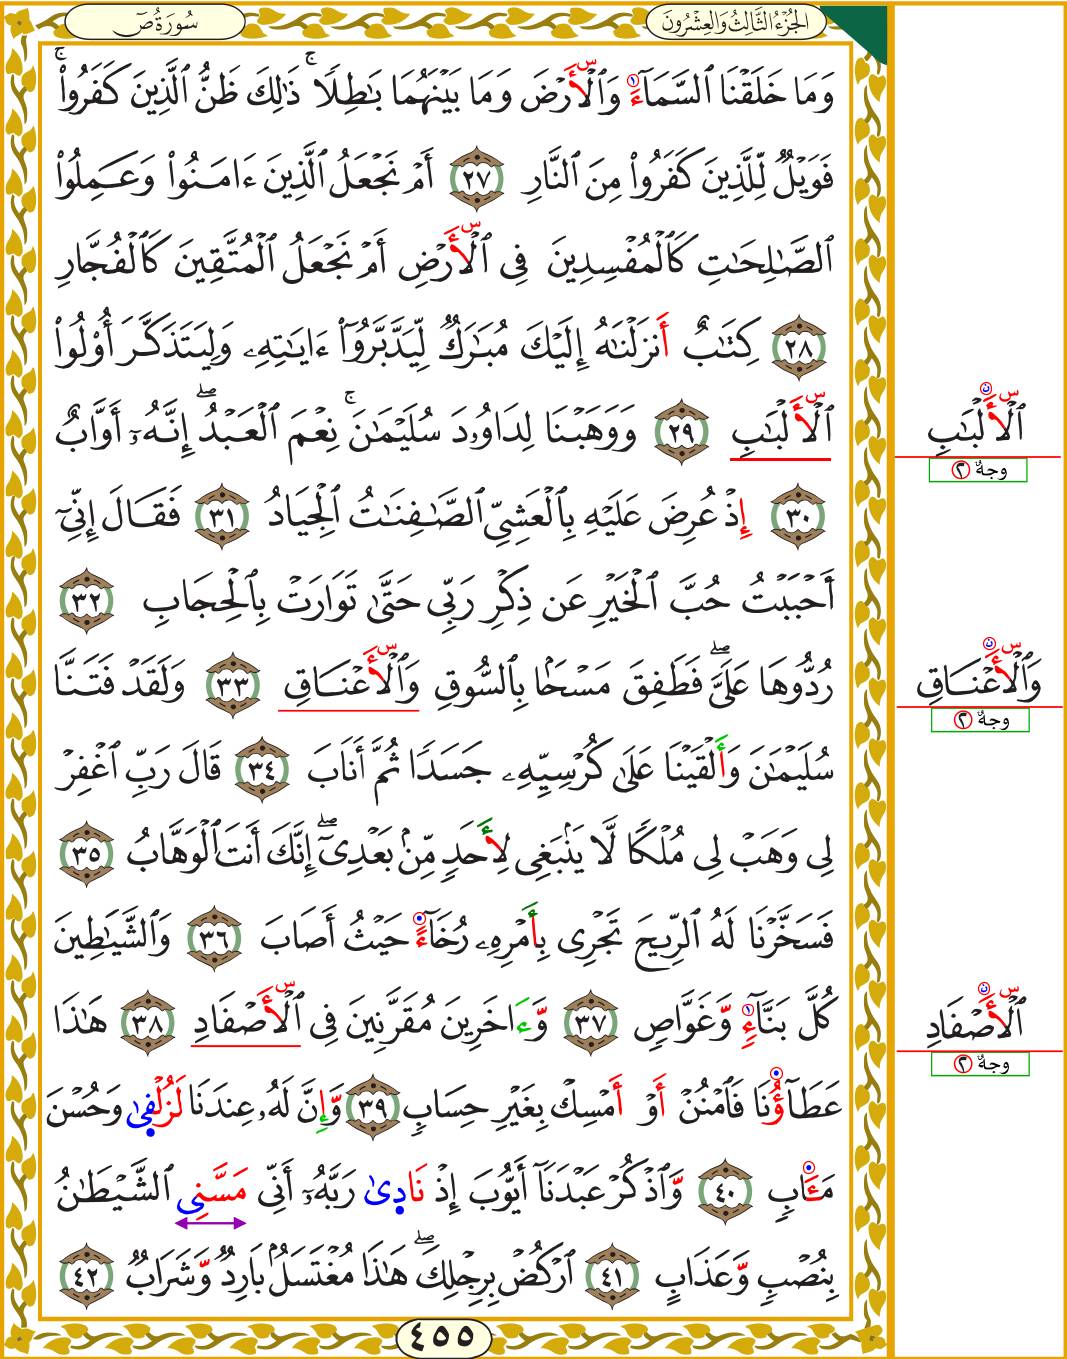 سُورَةُ صٓ
الجُزْءُ الثَّالِثُ وَالعِشْرُونَ
وَمَا خَلَقْنَا ٱلسَّمَآءَ وَٱلْأَرْضَ وَمَا بَيْنَهُمَا بَٰطِلًا ۚ ذَٰلِكَ ظَنُّ ٱلَّذِينَ كَفَرُوا۟ ۚ
فَوَيْلٌ لِّلَّذِينَ كَفَرُوا۟ مِنَ ٱلنَّارِ ٢٧ أَمْ نَجْعَلُ ٱلَّذِينَ ءَامَنُوا۟ وَعَمِلُوا۟
ٱلصَّٰلِحَٰتِ كَٱلْمُفْسِدِينَ فِى ٱلْأَرْضِ أَمْ نَجْعَلُ ٱلْمُتَّقِينَ كَٱلْفُجَّارِ
٢٨ كِتَٰبٌ أَنزَلْنَٰهُ إِلَيْكَ مُبَٰرَكٌ لِّيَدَّبَّرُوٓا۟ ءَايَٰتِهِۦ وَلِيَتَذَكَّرَ أُو۟لُوا۟
ٱلْأَلْبَٰبِ ٢٩ وَوَهَبْنَا لِدَاوُۥدَ سُلَيْمَٰنَ ۚ نِعْمَ ٱلْعَبْدُ ۖ إِنَّهُۥٓ أَوَّابٌ
٣٠ إِذْ عُرِضَ عَلَيْهِ بِٱلْعَشِىِّ ٱلصَّٰفِنَٰتُ ٱلْجِيَادُ ٣١ فَقَالَ إِنِّىٓ
أَحْبَبْتُ حُبَّ ٱلْخَيْرِ عَن ذِكْرِ رَبِّى حَتَّىٰ تَوَارَتْ بِٱلْحِجَابِ ٣٢
رُدُّوهَا عَلَىَّ ۖ فَطَفِقَ مَسْحًۢا بِٱلسُّوقِ وَٱلْأَعْنَاقِ ٣٣ وَلَقَدْ فَتَنَّا
سُلَيْمَٰنَ وَأَلْقَيْنَا عَلَىٰ كُرْسِيِّهِۦ جَسَدًا ثُمَّ أَنَابَ ٣٤ قَالَ رَبِّ ٱغْفِرْ
لِى وَهَبْ لِى مُلْكًا لَّا يَنۢبَغِى لِأَحَدٍ مِّنۢ بَعْدِىٓ ۖ إِنَّكَ أَنتَ ٱلْوَهَّابُ ٣٥
فَسَخَّرْنَا لَهُ ٱلرِّيحَ تَجْرِى بِأَمْرِهِۦ رُخَآءً حَيْثُ أَصَابَ ٣٦ وَٱلشَّيَٰطِينَ
كُلَّ بَنَّآءٍ وَّغَوَّاصٍ ٣٧ وَّءَاخَرِينَ مُقَرَّنِينَ فِى ٱلْأَصْفَادِ ٣٨ هَٰذَا
عَطَآؤُنَا فَٱمْنُنْ أَوْ أَمْسِكْ بِغَيْرِ حِسَابٍ ٣٩ وَّإِنَّ لَهُۥ عِندَنَا لَزُلْفِىٰ وَحُسْنَ
مَـَٔابٍ ٤٠ وَّٱذْكُرْ عَبْدَنَآ أَيُّوبَ إِذْ نَادِىٰ رَبَّهُۥٓ أَنِّى مَسَّنِى ٱلشَّيْطَٰنُ
بِنُصْبٍ وَّعَذَابٍ ٤١ ٱرْكُضْ بِرِجْلِكَ ۖ هَٰذَا مُغْتَسَلٌۢ بَارِدٌ وَّشَرَابٌ ٤٢
٤٥٥
ٱلْأَلْبَٰبِ
وجهٌ ٢
وَٱلْأَعْنَاقِ
وجهٌ ٢
ٱلْأَصْفَادِ
وجهٌ ٢